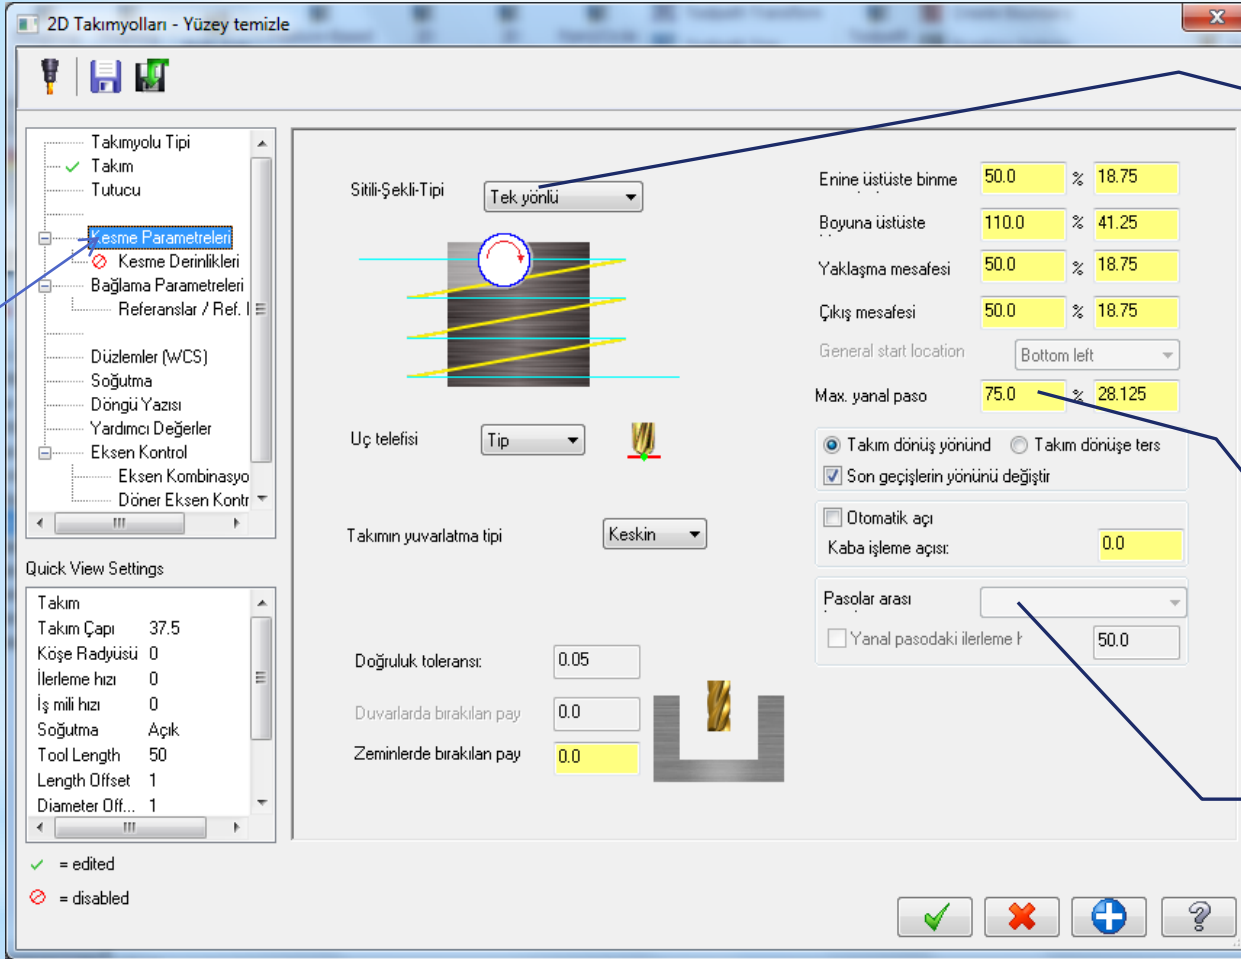 2D Takımyolları - Yüzey temizle
Takımyolu Tipi
Takım
Tutucu
Kesme Parametreleri
Kesme Derinlikleri
Bağlama Parametreleri
Referanslar / Ref. l
Düzlemler (WCS)
Soğutma
Döngü Yazısı
Yardımcı Değerler
Eksen Kontrol
Eksen Kombinasyo
Döner Eksen Kontr
Quick View Settings
Takım
Takım Çapı 37.5
Köşe Radyüsü 0
İlerleme hızı 0
İş mili hızı 0
Soğutma Açık
Tool Length 50
Length Offset 1
Diameter Off... 1
= edited
= disabled
Sitili-Şekli-Tipi Tek yönlü
Uç telefisi Tip
Takımın yuvarlatma tipi Keskin
Doğruluk toleransı: 0.05
Duvarlarda bırakılan pay 0.0
Zeminlerde bırakılan pay 0.0
Enine üstüste binme 50.0 % 18.75
Boyuna üstüste 110.0 % 41.25
Yaklaşma mesafesi 50.0 % 18.75
Çıkış mesafesi 50.0 % 18.75
General start location Bottom left
Max. yanal paso 75.0 % 28.125
Takım dönüş yönünd Takım dönüşe ters
Son geçişlerin yönünü değiştir
Otomatik açı
Kaba işleme açısı: 0.0
Pasolar arası
Yanal pasodaki ilerleme h 50.0